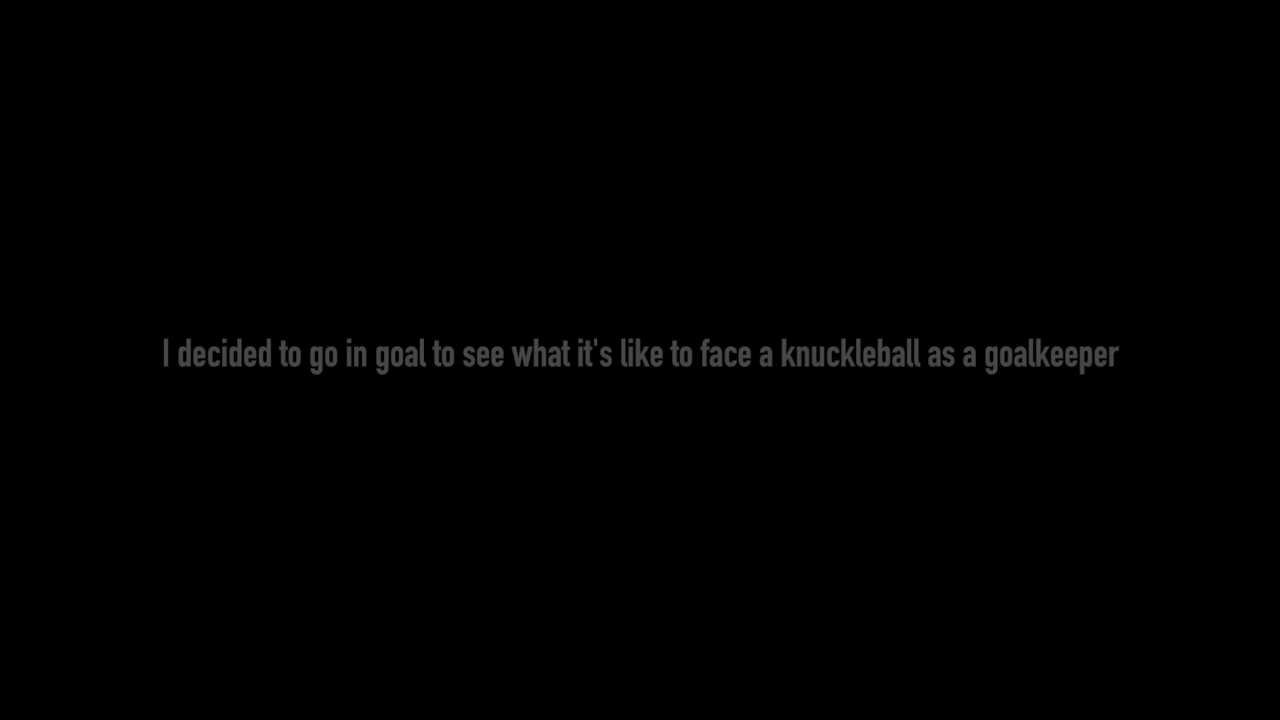 I decided to go in goal to see what it's like to face a knuckleball as a goalkeeper